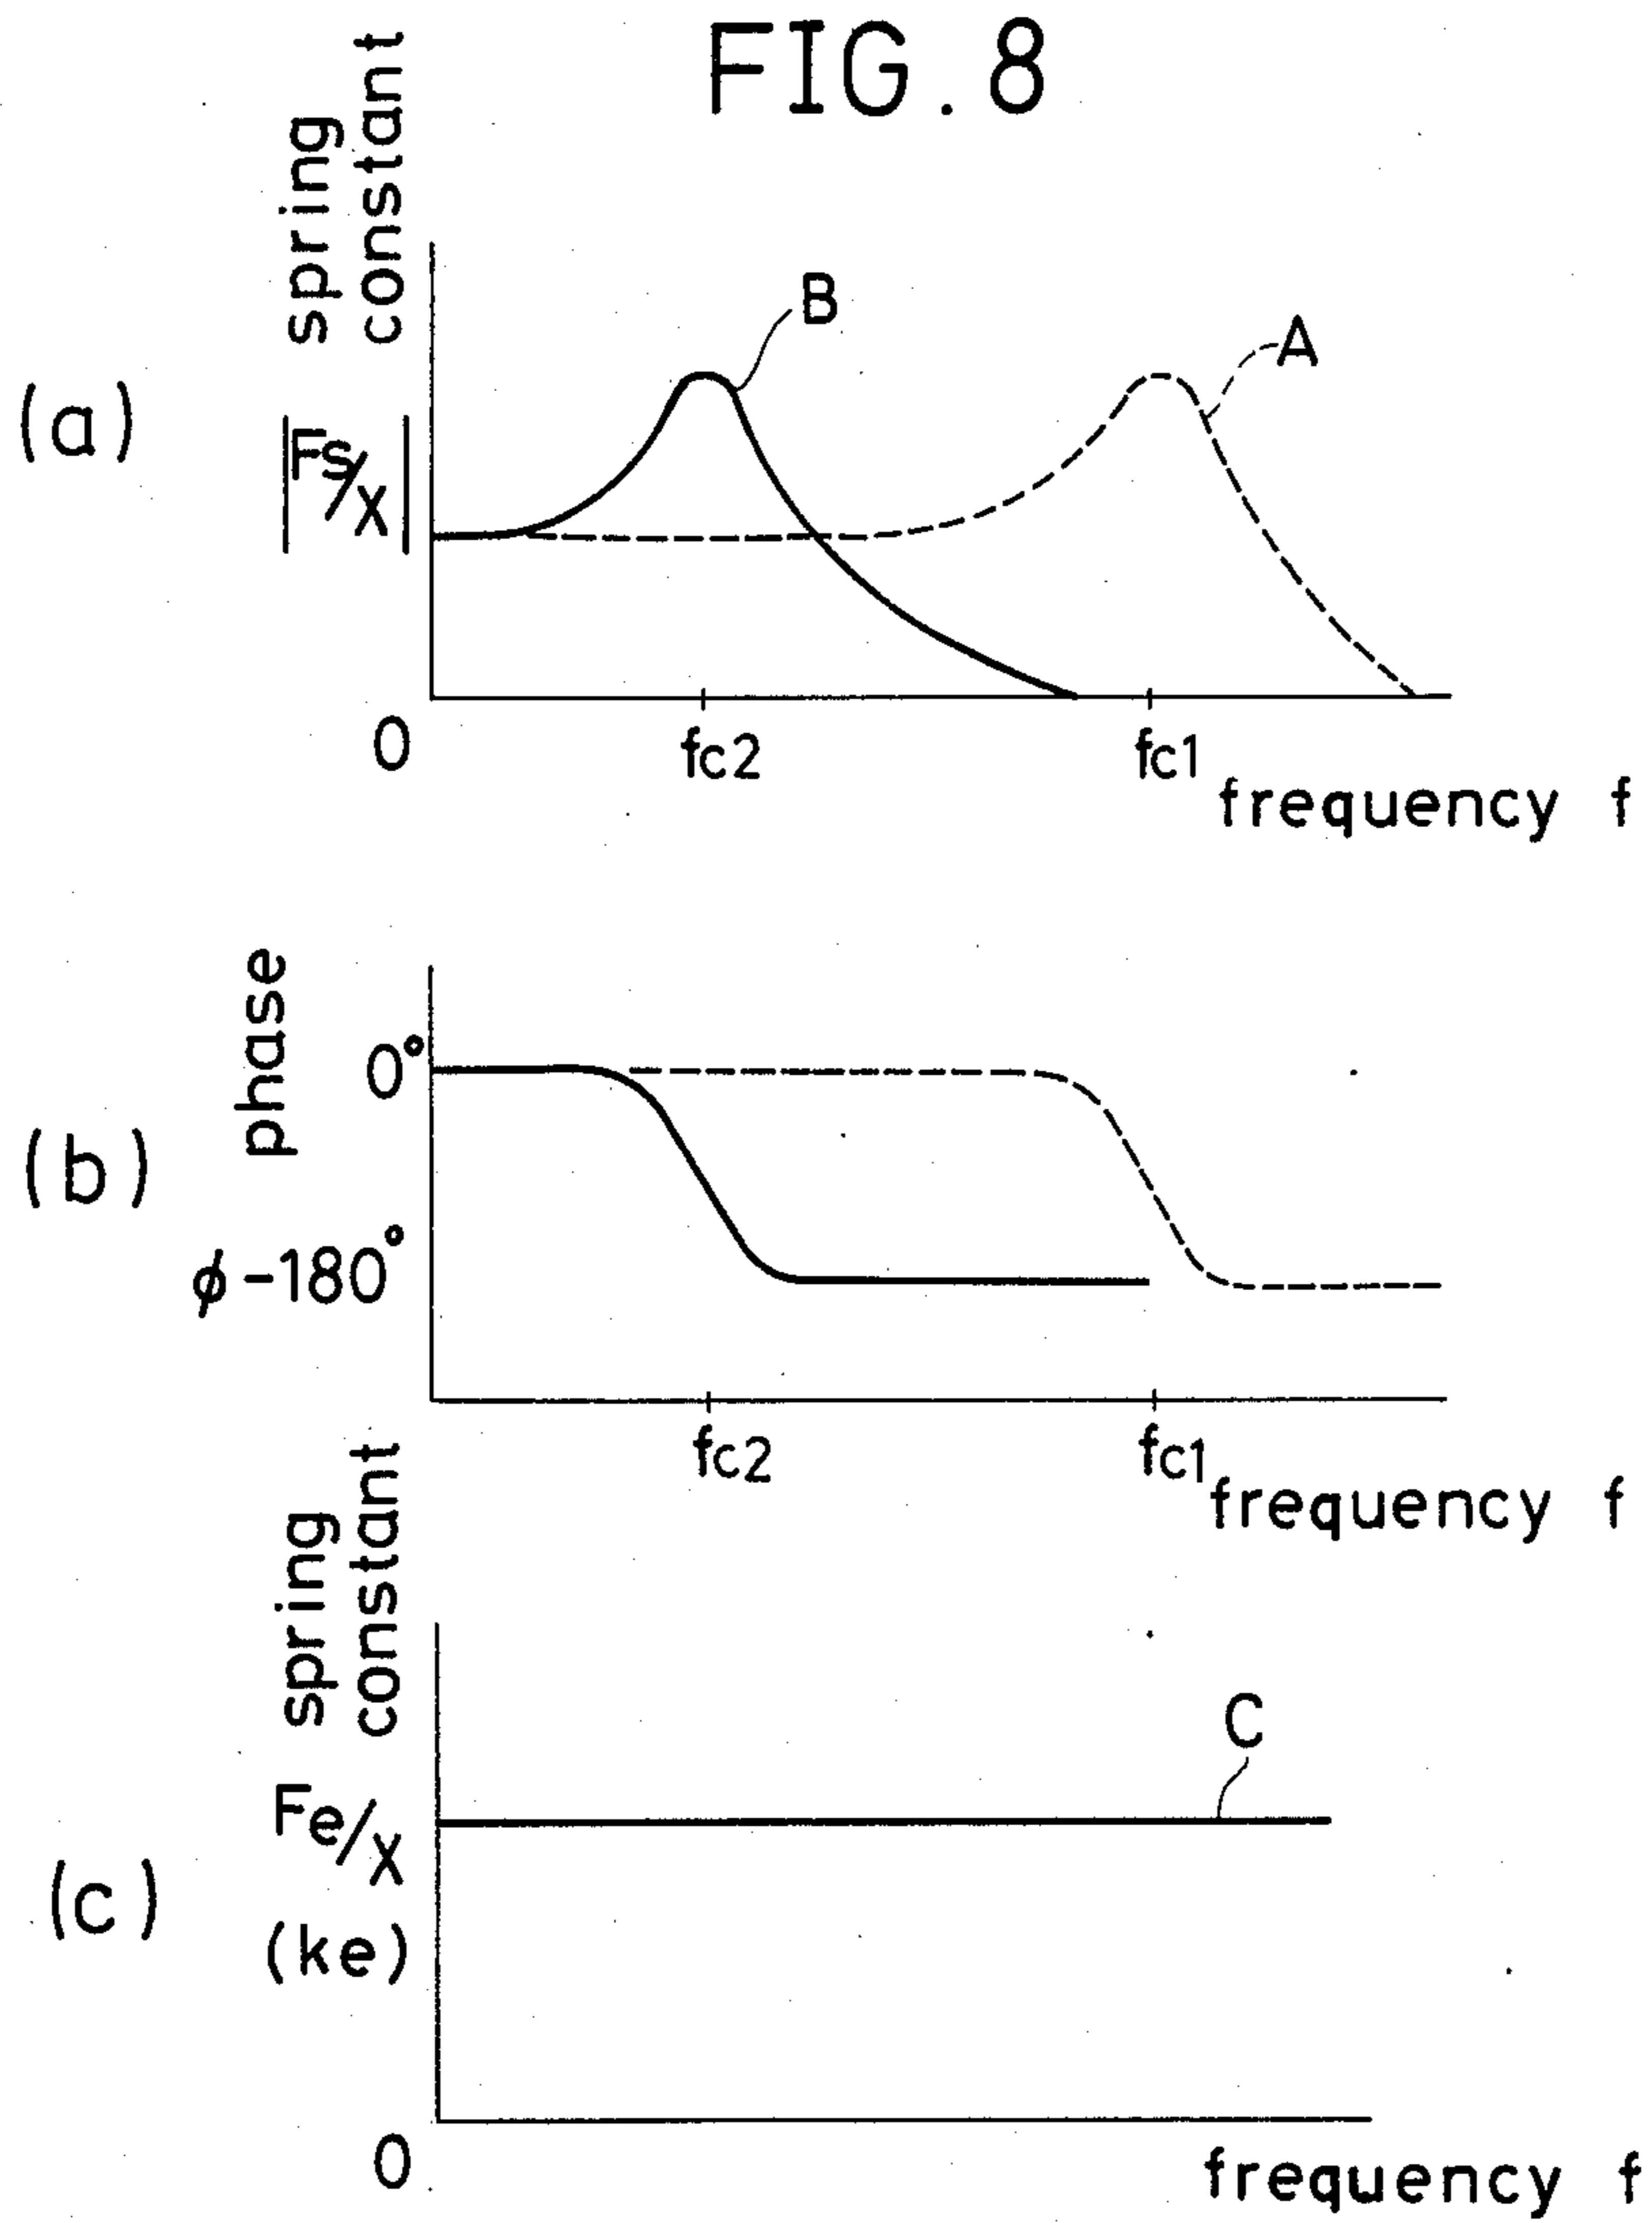 FIG. 8
(a)
spring
constant
|Fs/X|
B
A
0
fc2
fc1
frequency f
(b)
phase
0°
ϕ -180°
fc2
fc1
frequency f
(c)
spring
constant
Fe/X
(ke)
C
0
frequency f